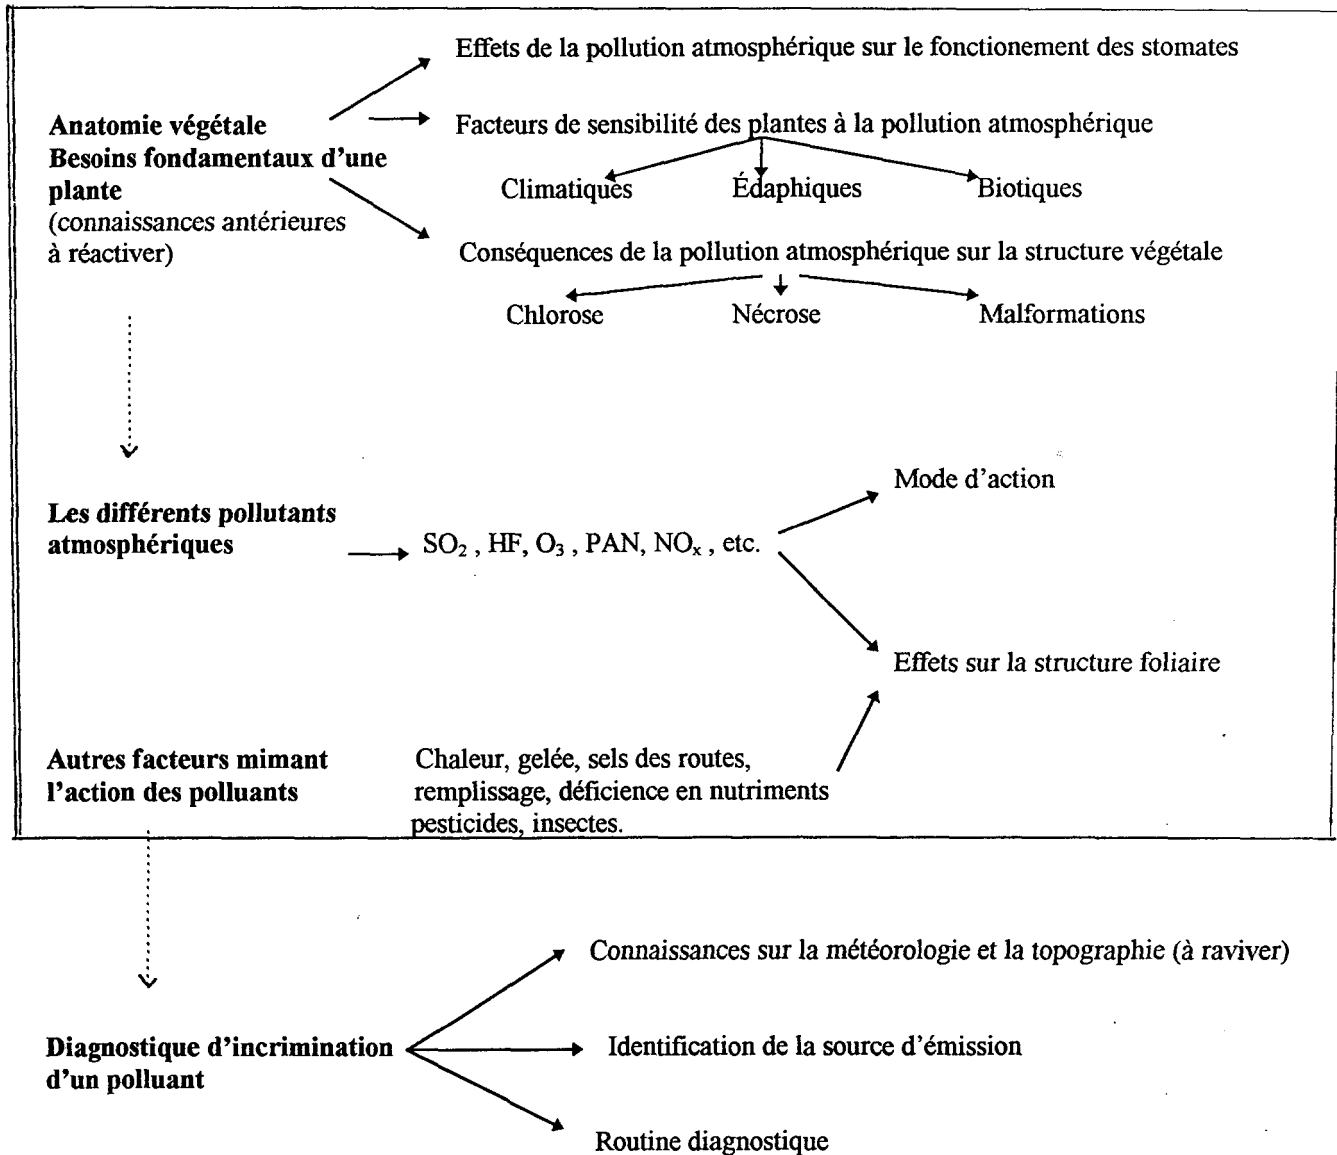 Effets de la pollution atmosphérique sur le fonctionement des stomates
Anatomie végétale
Besoins fondamentaux d'une
plante
(connaissances antérieures
à réactiver)
Facteurs de sensibilité des plantes à la pollution atmosphérique
Climatiques Édaphiques Biotiques
Conséquences de la pollution atmosphérique sur la structure végétale
Chlorose Nécrose Malformations
Les différents pollutants
atmosphériques
SO₂ , HF, O₃ , PAN, NOₓ , etc.
Mode d'action
Effets sur la structure foliaire
Autres facteurs mimant
l'action des polluants
Chaleur, gelée, sels des routes,
remplissage, déficience en nutriments
pesticides, insectes.
Connaissances sur la météorologie et la topographie (à raviver)
Diagnostique d'incrimination
d'un polluant
Identification de la source d'émission
Routine diagnostique